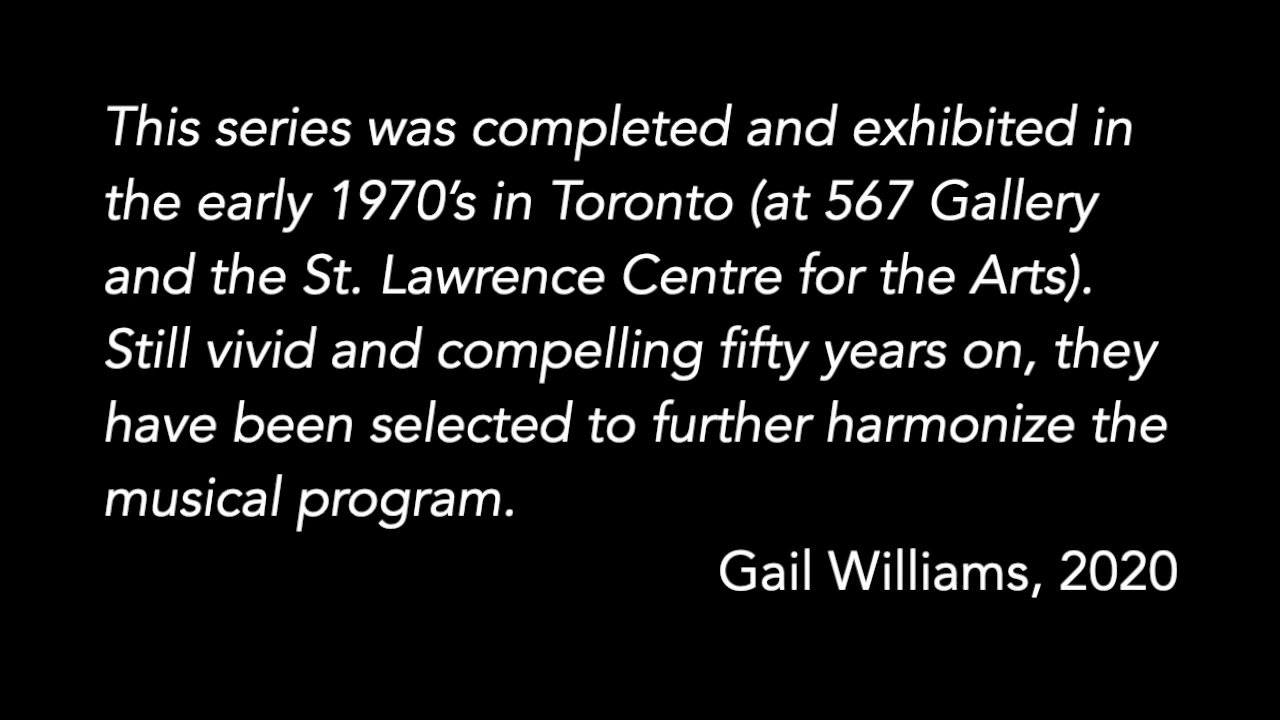 This series was completed and exhibited in
the early 1970’s in Toronto (at 567 Gallery
and the St. Lawrence Centre for the Arts).
Still vivid and compelling fifty years on, they
have been selected to further harmonize the
musical program.
Gail Williams, 2020